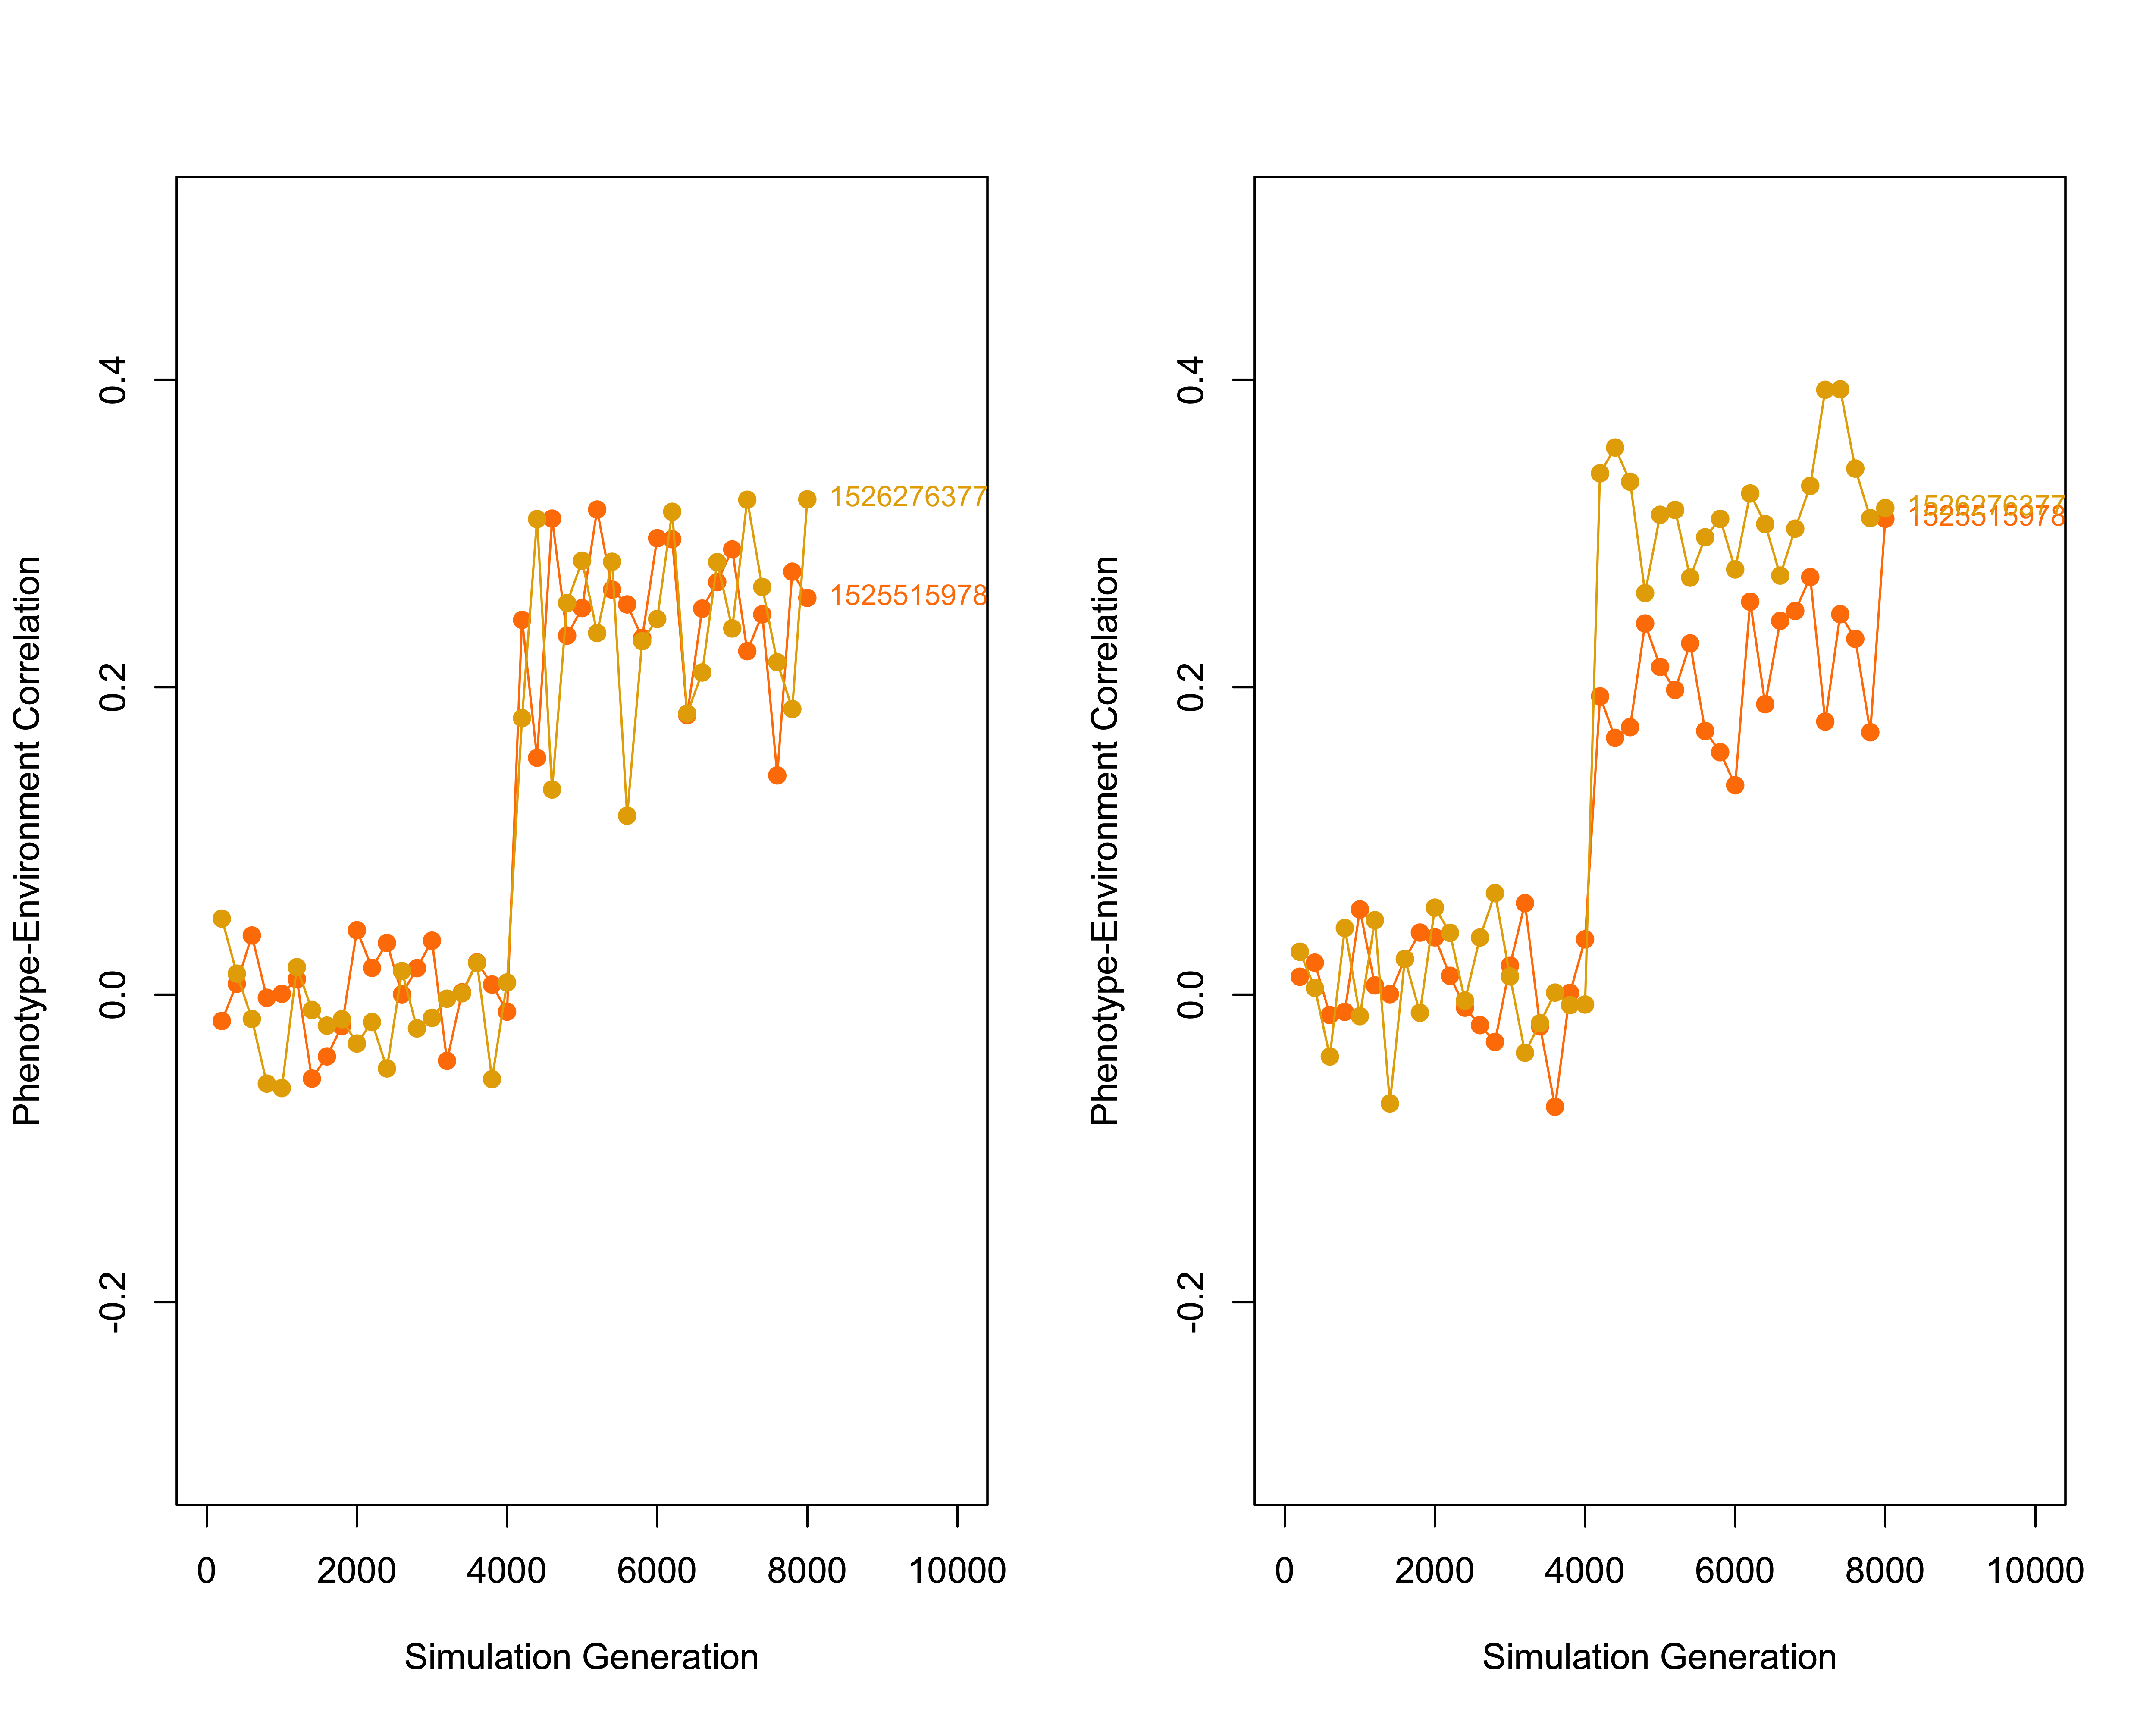 Phenotype-Environment Correlation
0.4
0.2
0.0
-0.2
1526276377
1525515978
0 2000 4000 6000 8000 10000
Simulation Generation
Phenotype-Environment Correlation
0.4
0.2
0.0
-0.2
1526276377
1525515978
0 2000 4000 6000 8000 10000
Simulation Generation